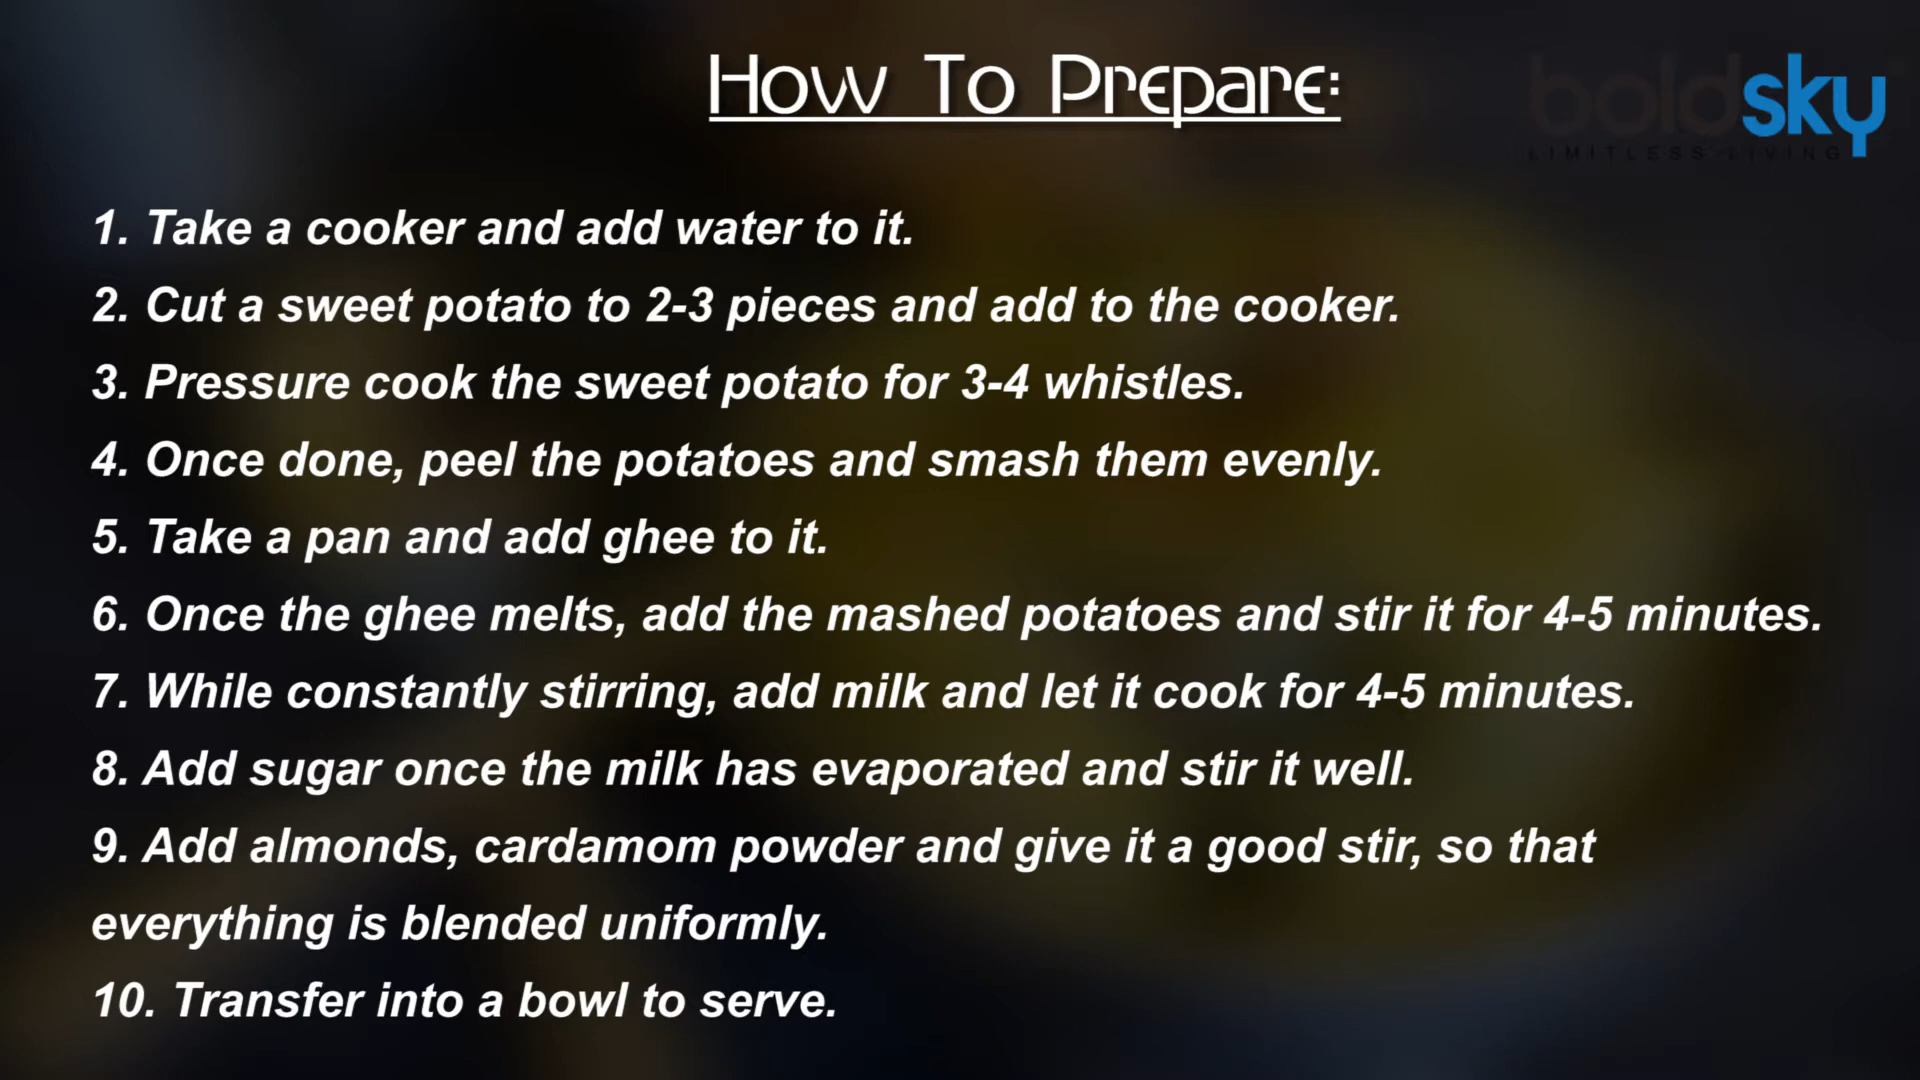 How To Prepare:
boldsky
LIMITLESS LIVING
1. Take a cooker and add water to it.
2. Cut a sweet potato to 2-3 pieces and add to the cooker.
3. Pressure cook the sweet potato for 3-4 whistles.
4. Once done, peel the potatoes and smash them evenly.
5. Take a pan and add ghee to it.
6. Once the ghee melts, add the mashed potatoes and stir it for 4-5 minutes.
7. While constantly stirring, add milk and let it cook for 4-5 minutes.
8. Add sugar once the milk has evaporated and stir it well.
9. Add almonds, cardamom powder and give it a good stir, so that
everything is blended uniformly.
10. Transfer into a bowl to serve.